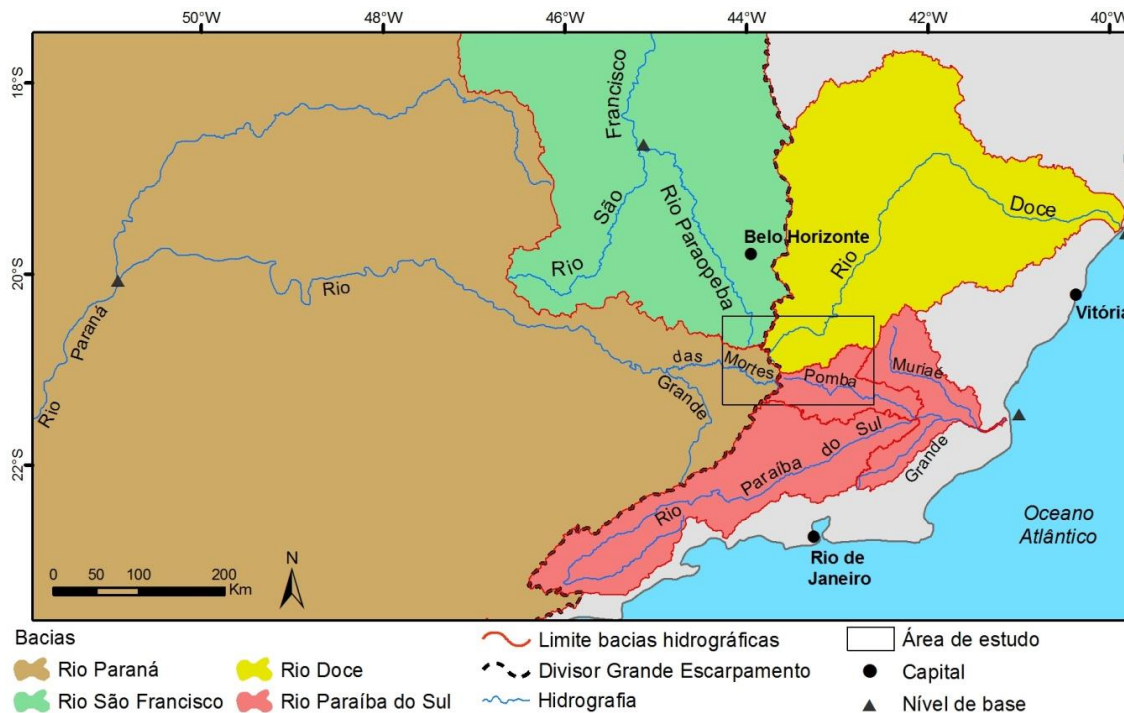 50°W
48°W
46°W
44°W
42°W
40°W
18°S
20°S
22°S
Francisco
São
Rio
Rio Paraopeba
Belo Horizonte
Doce
Rio
Vitória
Rio
Paraná
Rio
das
Mortes
Grande
Pomba
Muriaé
Paraíba do Sul
Rio
Grande
Rio de
Janeiro
Oceano
Atlântico
N
0 50 100 200
Km
Bacias
Rio Paraná
Rio São Francisco
Rio Doce
Rio Paraíba do Sul
Limite bacias hidrográficas
Divisor Grande Escarpamento
Hidrografia
Área de estudo
Capital
Nível de base